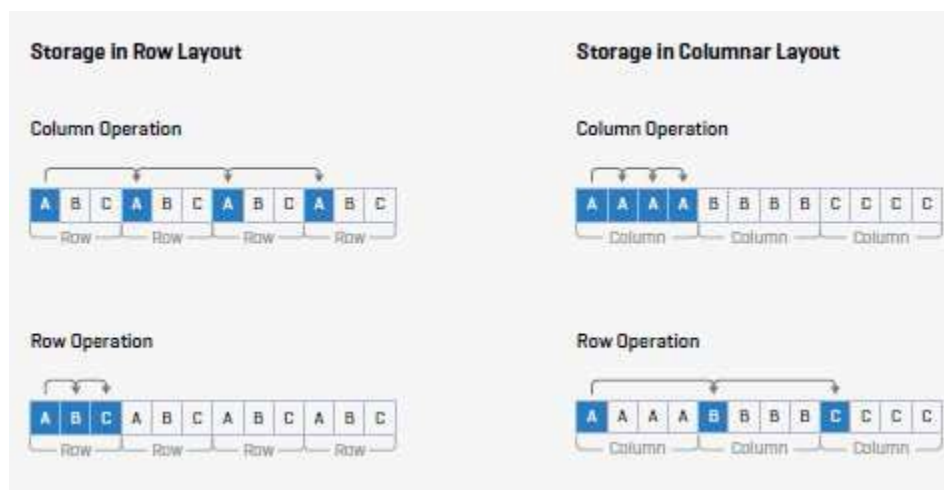 Storage in Row Layout
Column Operation
A B C A B C A B C A B C
Row Row Row Row
Row Operation
A B C A B C A B C A B C
Row Row Row Row
Storage in Columnar Layout
Column Operation
A A A A B B B B C C C C
Column Column Column
Row Operation
A A A A B B B B C C C C
Column Column Column